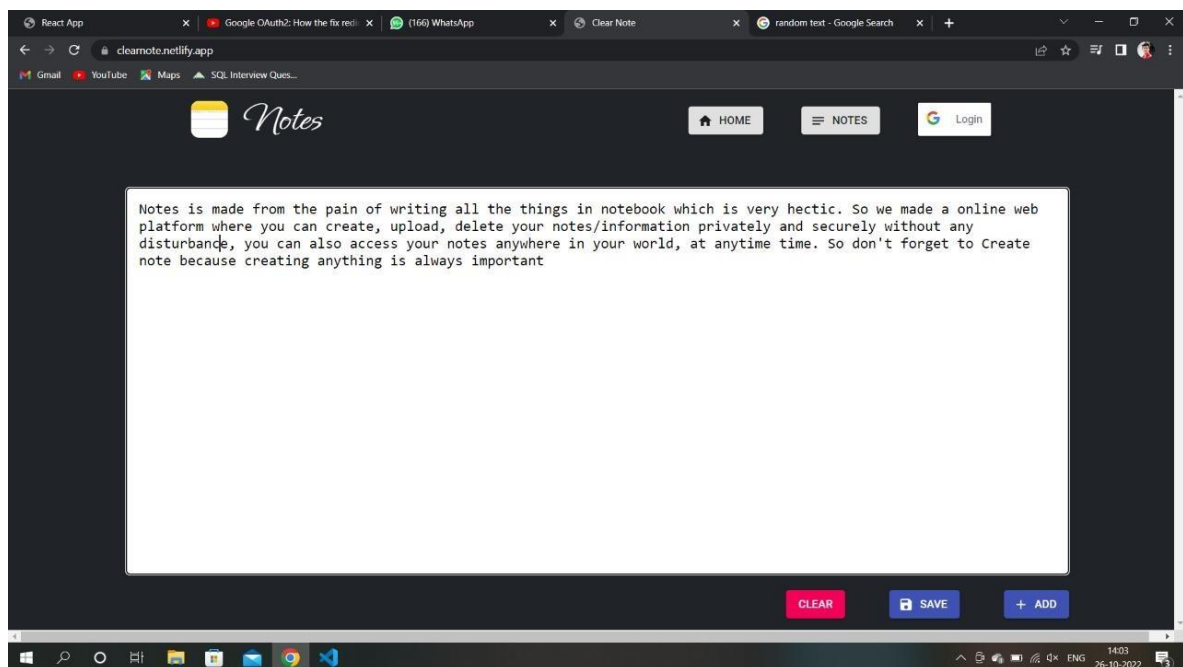 React App
Google OAuth2: How the fix redi
(166) WhatsApp
Clear Note
random text - Google Search
clearnote.netlify.app
Gmail
YouTube
Maps
SQL Interview Ques...
Notes
HOME
NOTES
Login
Notes is made from the pain of writing all the things in notebook which is very hectic. So we made a online web
platform where you can create, upload, delete your notes/information privately and securely without any
disturbance, you can also access your notes anywhere in your world, at anytime time. So don't forget to Create
note because creating anything is always important
CLEAR
SAVE
+ ADD
ENG
14:03
26-10-2022
3